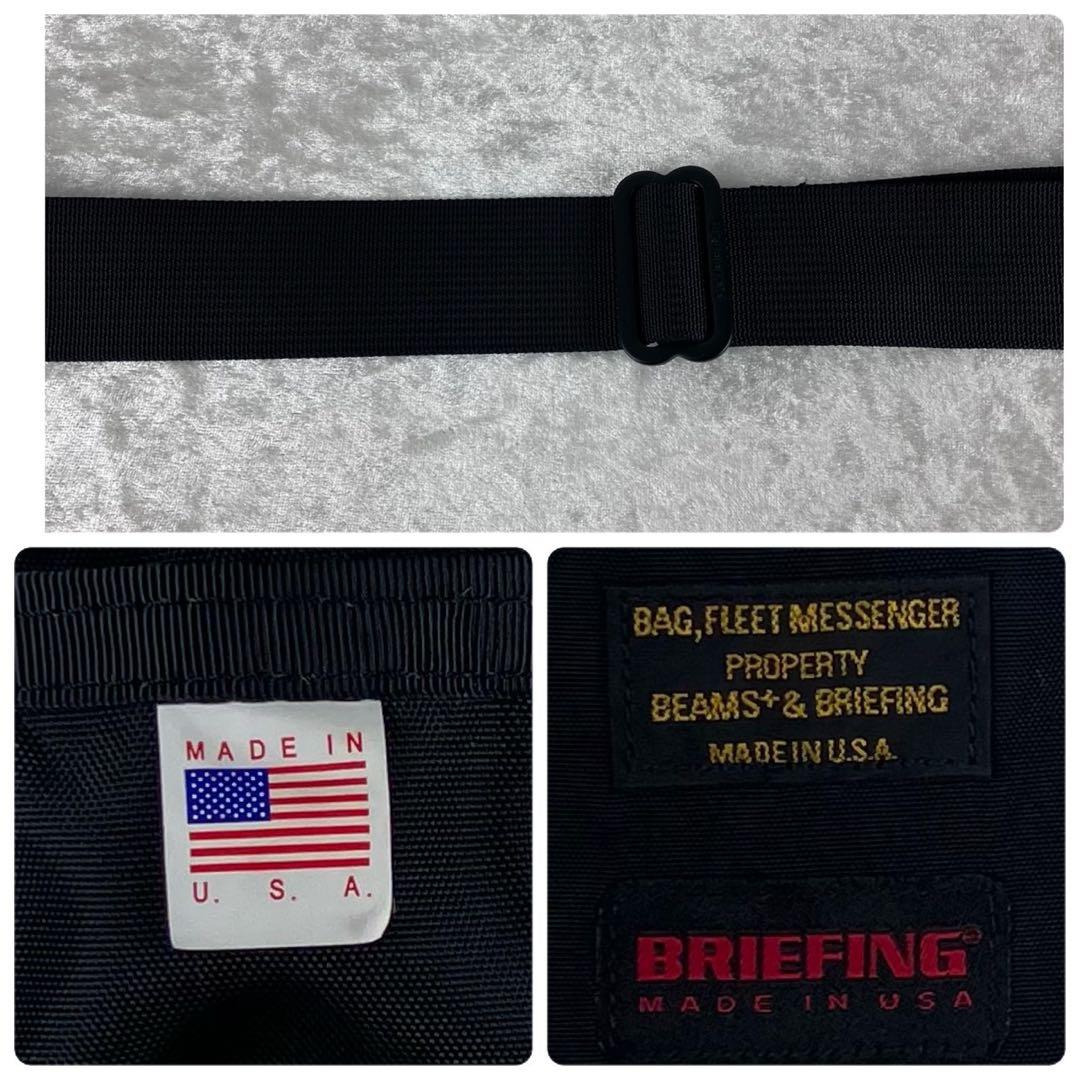 MADE IN
U. S. A.
BAG, FLEET MESSENGER
PROPERTY
BEAMS+ & BRIEFING
MADE IN U.S.A.
BRIEFING®
MADE IN USA